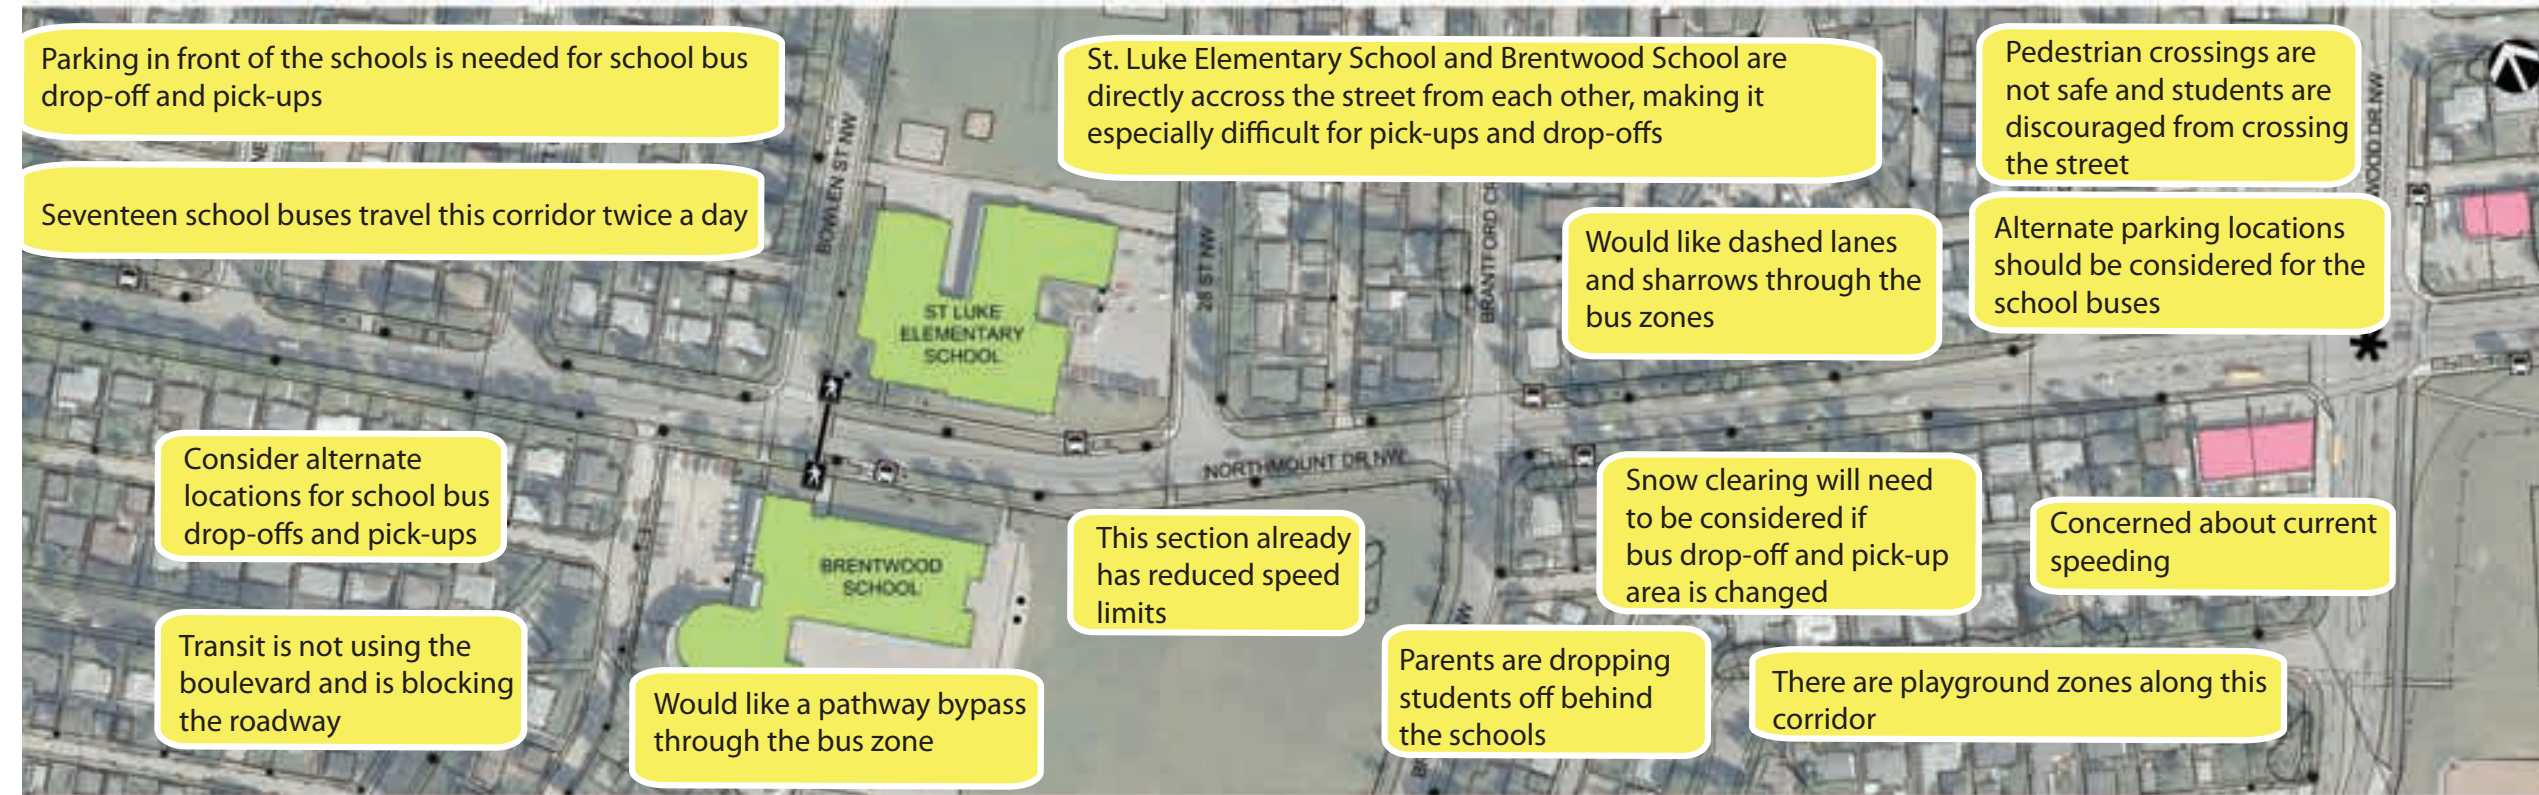 Parking in front of the schools is needed for school bus
drop-off and pick-ups
St. Luke Elementary School and Brentwood School are
directly accross the street from each other, making it
especially difficult for pick-ups and drop-offs
Pedestrian crossings are
not safe and students are
discouraged from crossing
the street
Seventeen school buses travel this corridor twice a day
Would like dashed lanes
and sharrows through the
bus zones
Alternate parking locations
should be considered for the
school buses
BOWLEN ST NW
28 ST NW
BRANTFORD
WOOD DR NW
ST LUKE
ELEMENTARY
SCHOOL
NORTHMOUNT DR NW
Consider alternate
locations for school bus
drop-offs and pick-ups
Snow clearing will need
to be considered if
bus drop-off and pick-up
area is changed
Concerned about current
speeding
This section already
has reduced speed
limits
BRENTWOOD
SCHOOL
Transit is not using the
boulevard and is blocking
the roadway
Would like a pathway bypass
through the bus zone
Parents are dropping
students off behind
the schools
There are playground zones along this
corridor